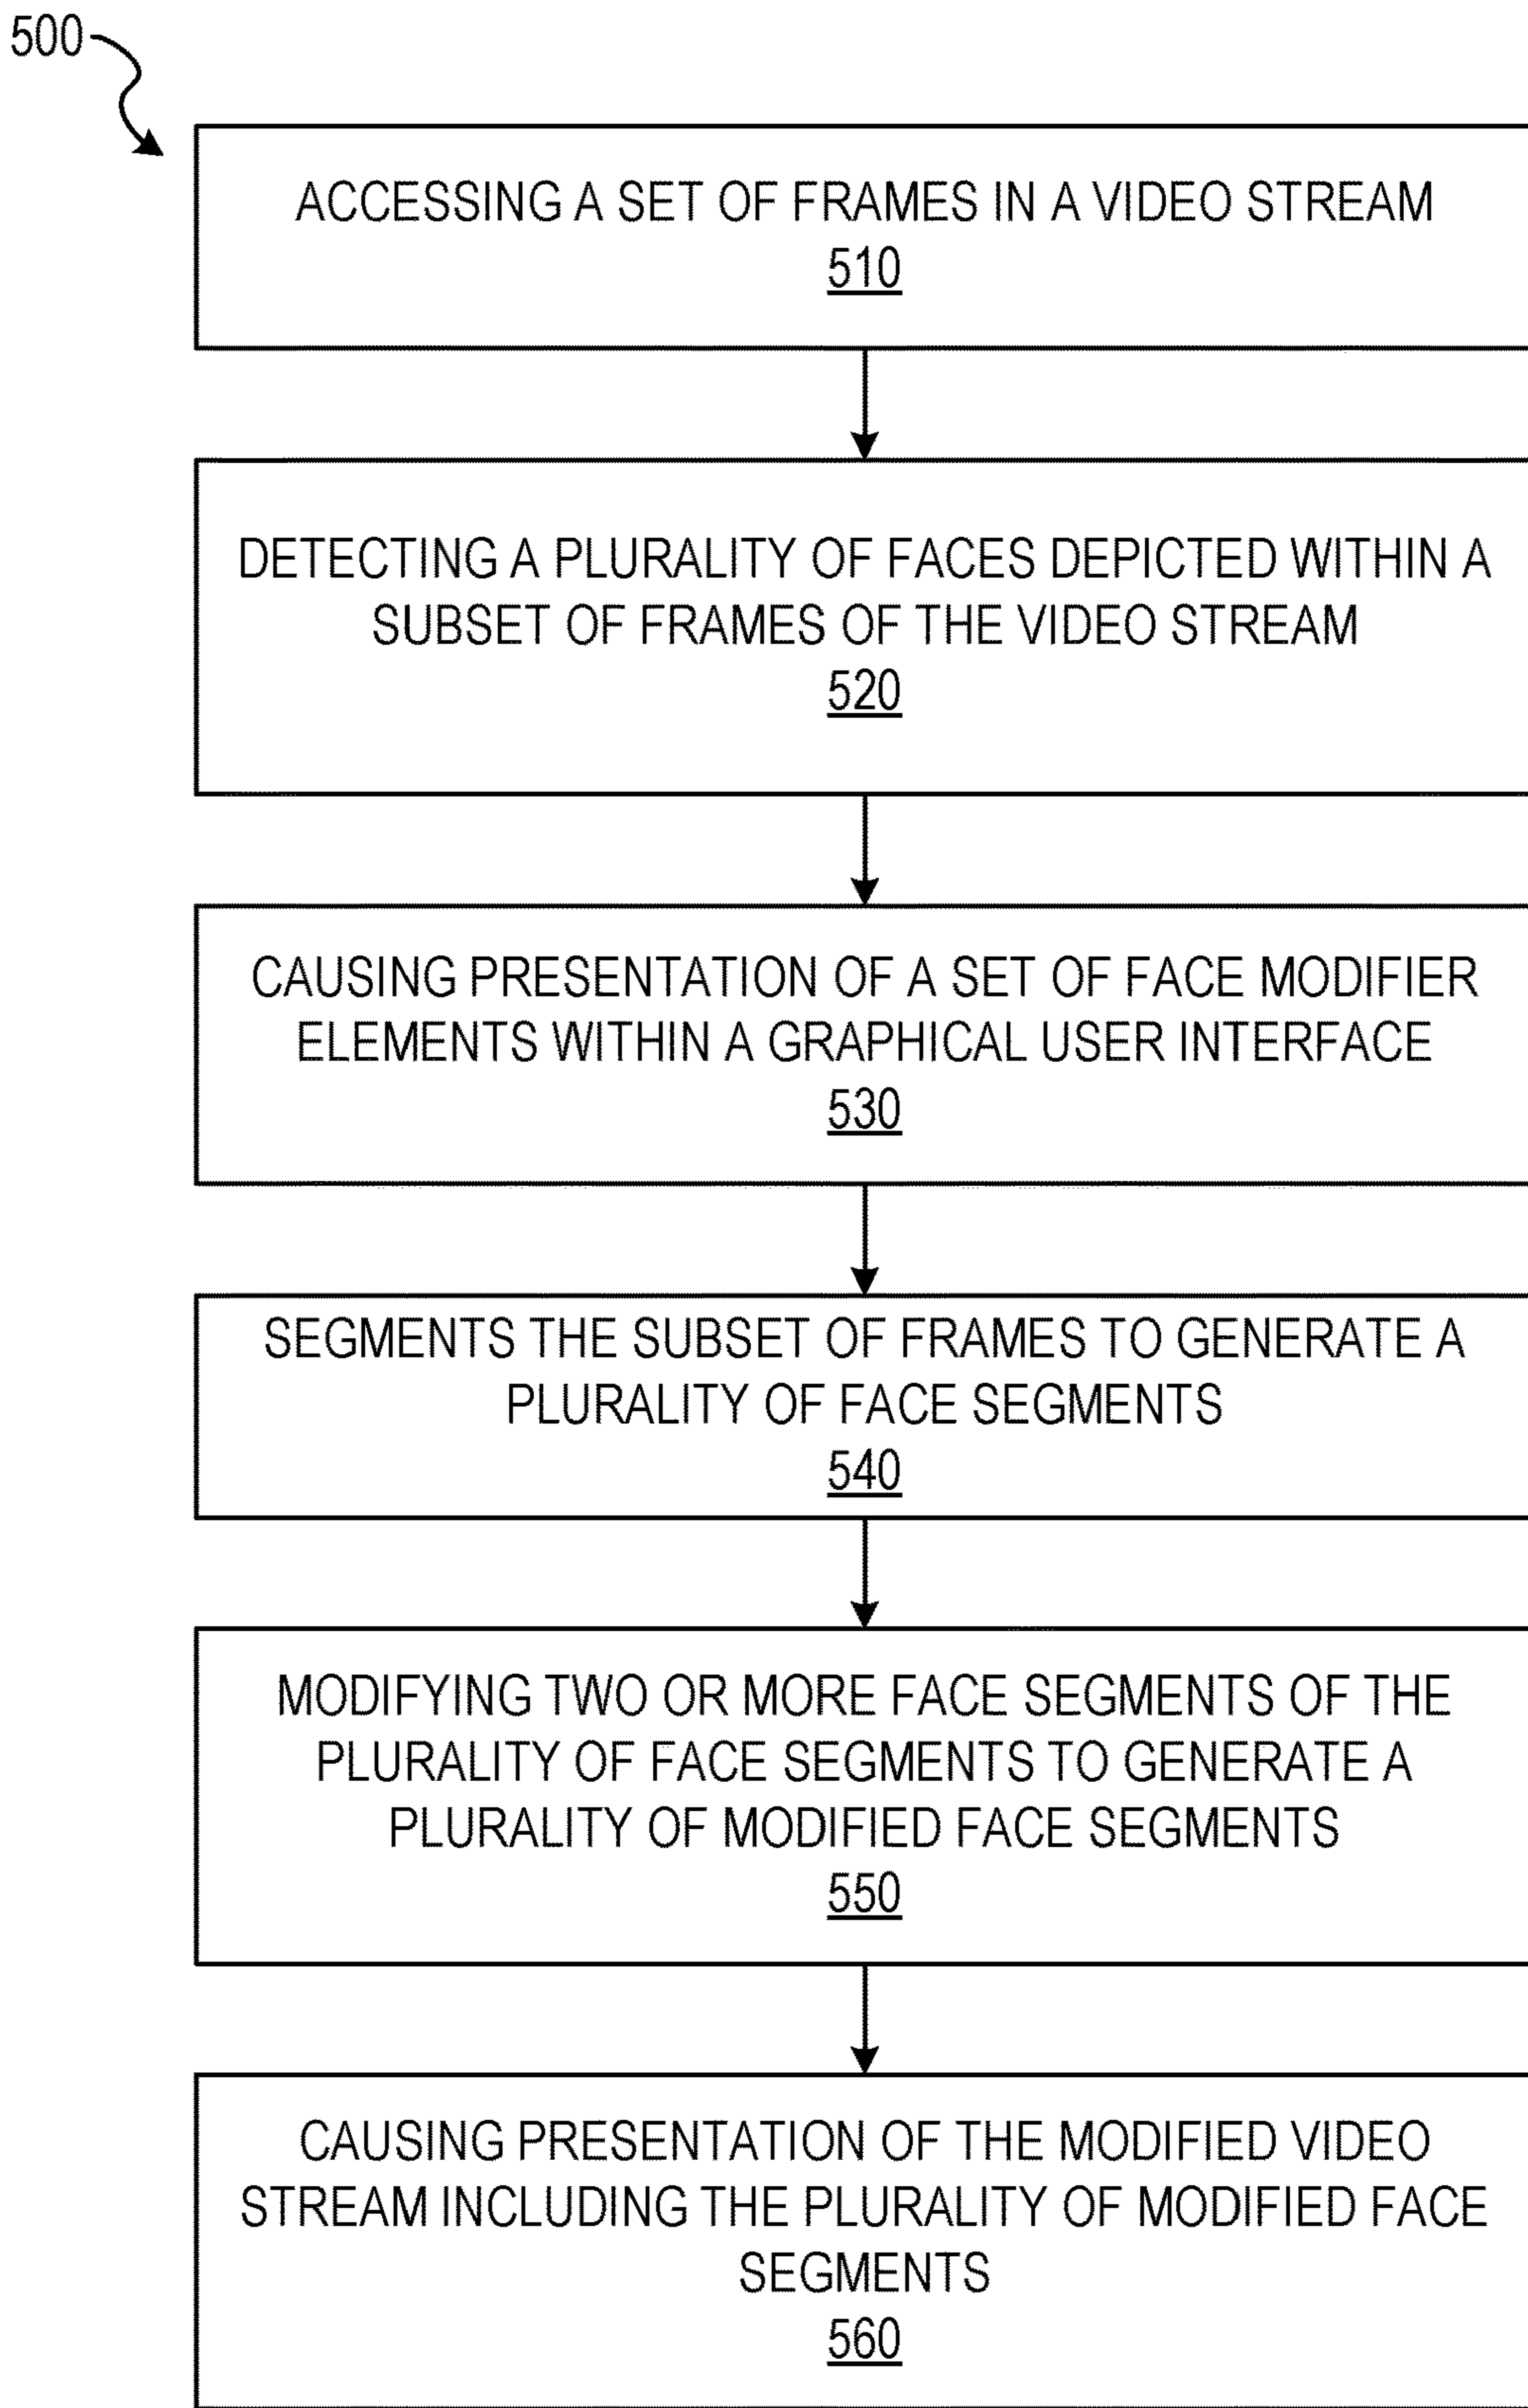 500
ACCESSING A SET OF FRAMES IN A VIDEO STREAM
510
DETECTING A PLURALITY OF FACES DEPICTED WITHIN A
SUBSET OF FRAMES OF THE VIDEO STREAM
520
CAUSING PRESENTATION OF A SET OF FACE MODIFIER
ELEMENTS WITHIN A GRAPHICAL USER INTERFACE
530
SEGMENTS THE SUBSET OF FRAMES TO GENERATE A
PLURALITY OF FACE SEGMENTS
540
MODIFYING TWO OR MORE FACE SEGMENTS OF THE
PLURALITY OF FACE SEGMENTS TO GENERATE A
PLURALITY OF MODIFIED FACE SEGMENTS
550
CAUSING PRESENTATION OF THE MODIFIED VIDEO
STREAM INCLUDING THE PLURALITY OF MODIFIED FACE
SEGMENTS
560